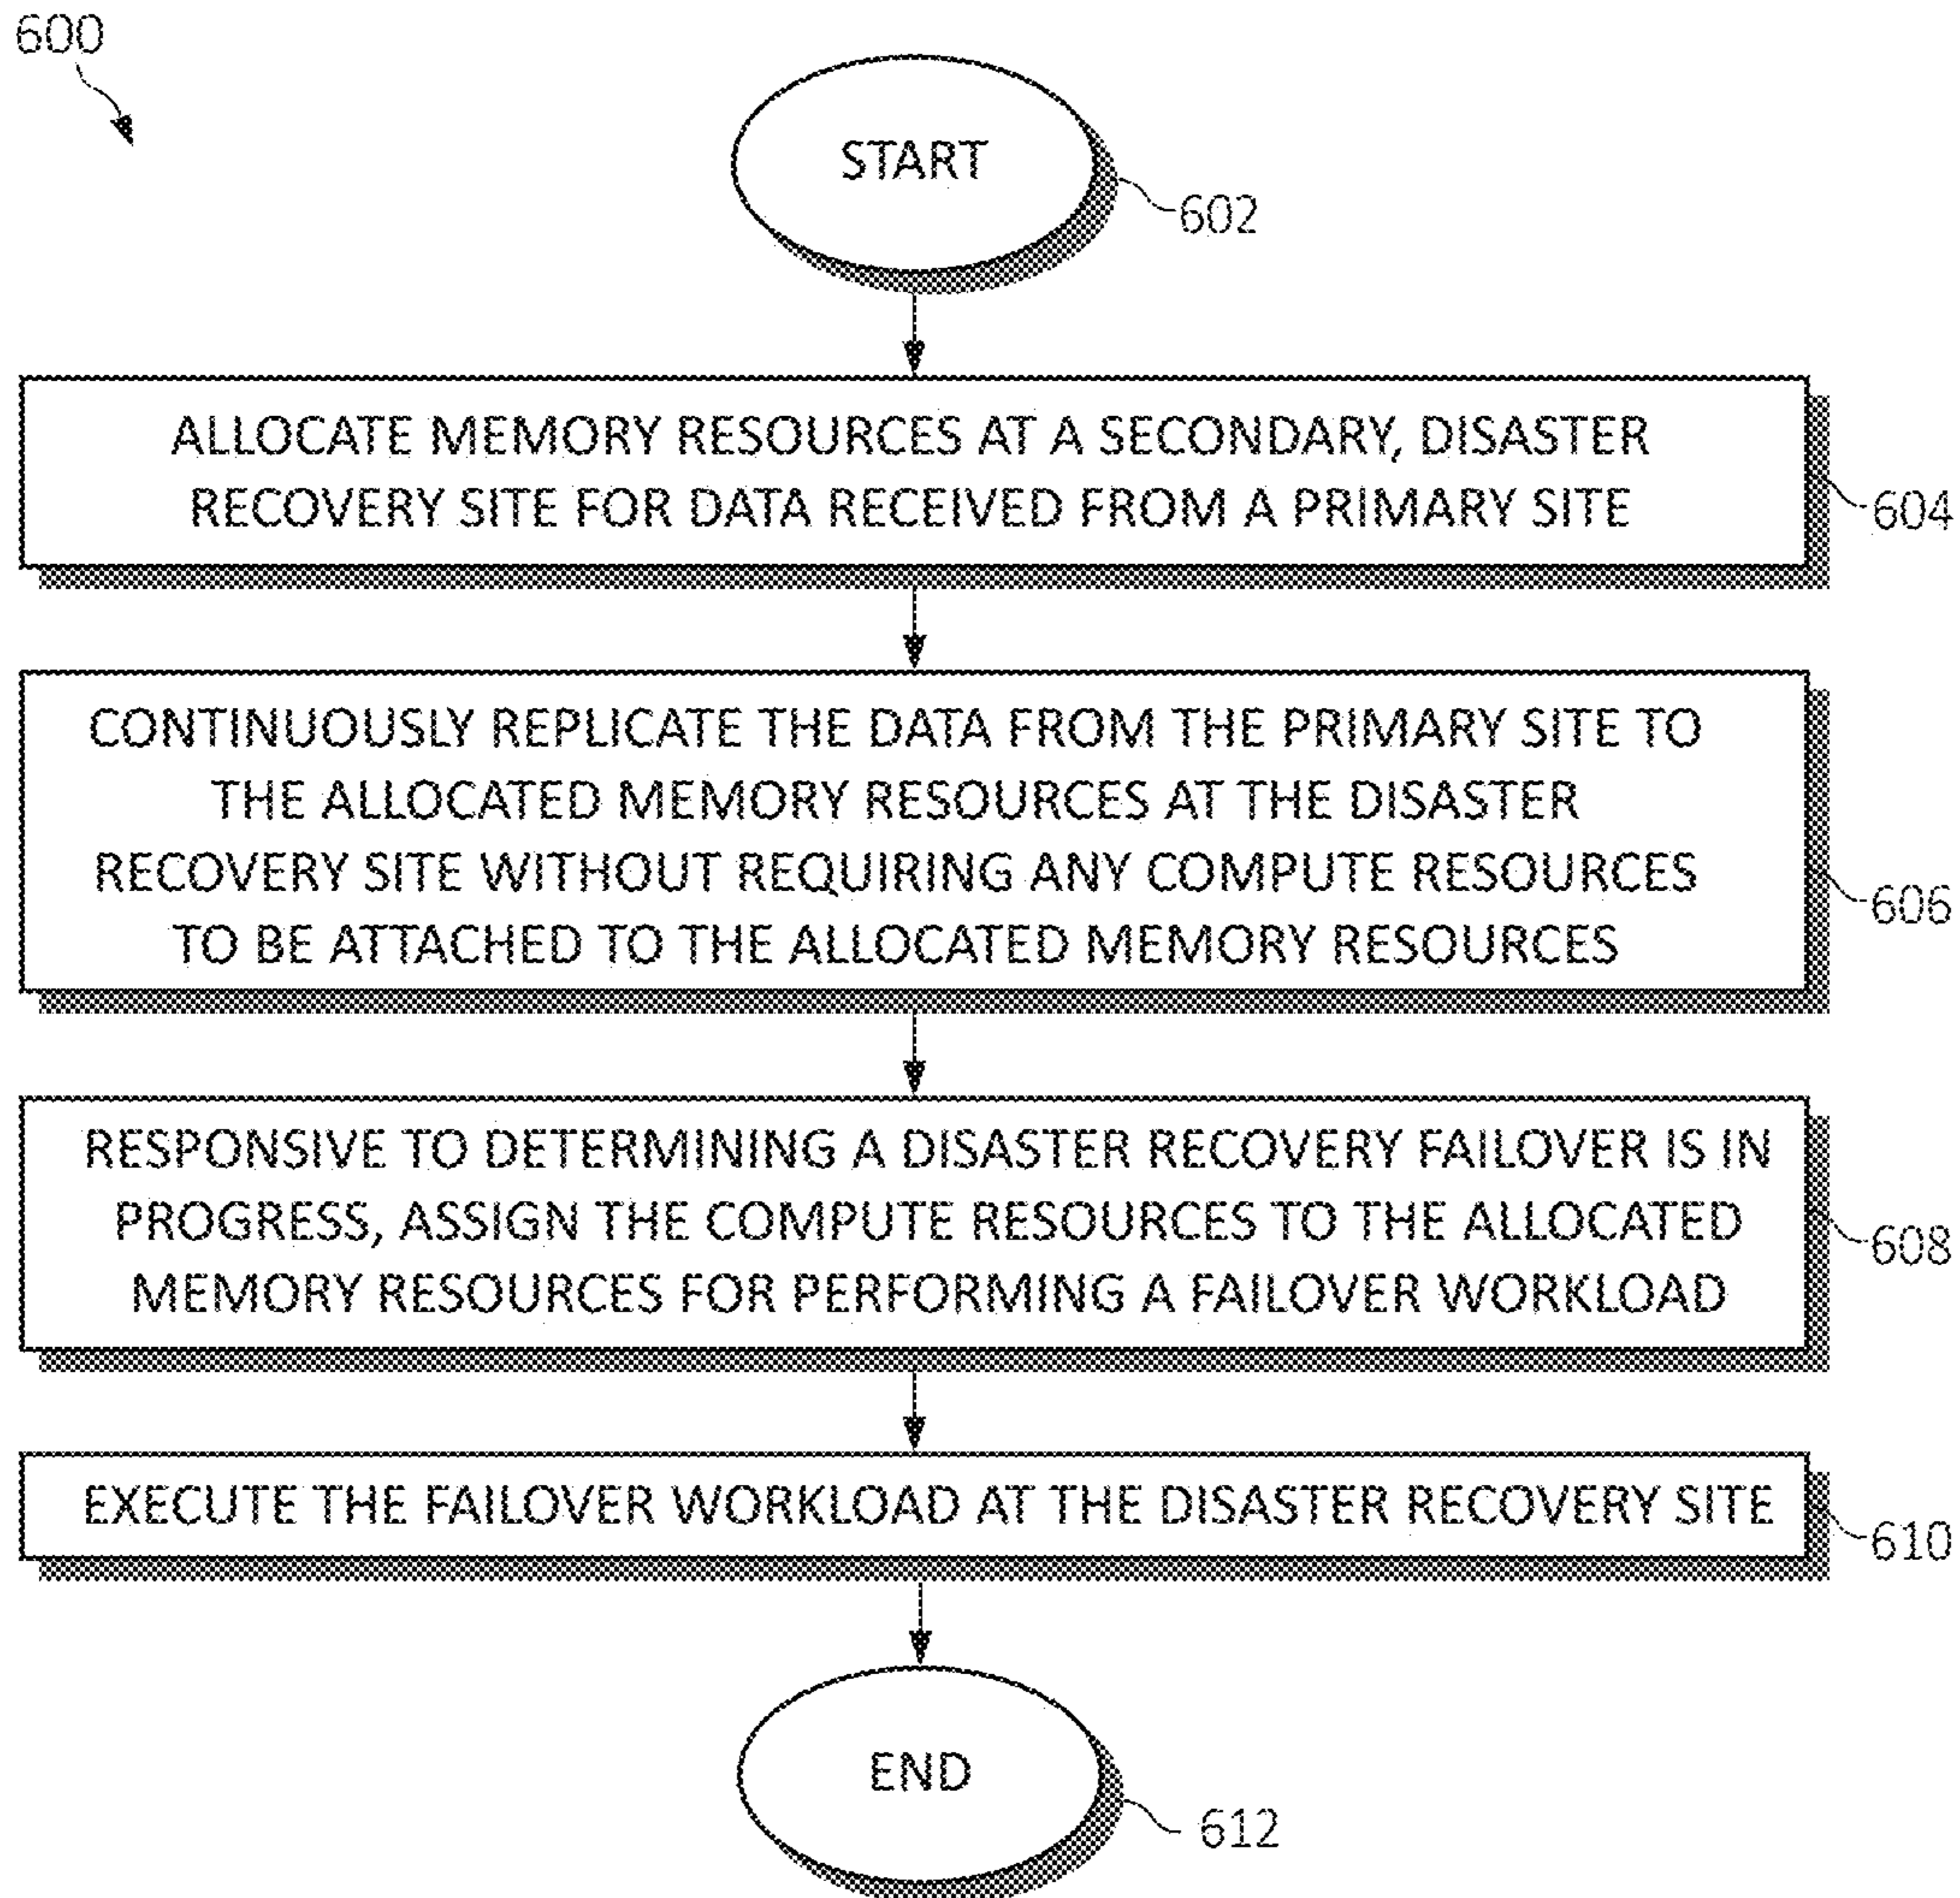 600
START
602
ALLOCATE MEMORY RESOURCES AT A SECONDARY, DISASTER
RECOVERY SITE FOR DATA RECEIVED FROM A PRIMARY SITE
604
CONTINUOUSLY REPLICATE THE DATA FROM THE PRIMARY SITE TO
THE ALLOCATED MEMORY RESOURCES AT THE DISASTER
RECOVERY SITE WITHOUT REQUIRING ANY COMPUTE RESOURCES
TO BE ATTACHED TO THE ALLOCATED MEMORY RESOURCES
606
RESPONSIVE TO DETERMINING A DISASTER RECOVERY FAILOVER IS IN
PROGRESS, ASSIGN THE COMPUTE RESOURCES TO THE ALLOCATED
MEMORY RESOURCES FOR PERFORMING A FAILOVER WORKLOAD
608
EXECUTE THE FAILOVER WORKLOAD AT THE DISASTER RECOVERY SITE
610
END
612